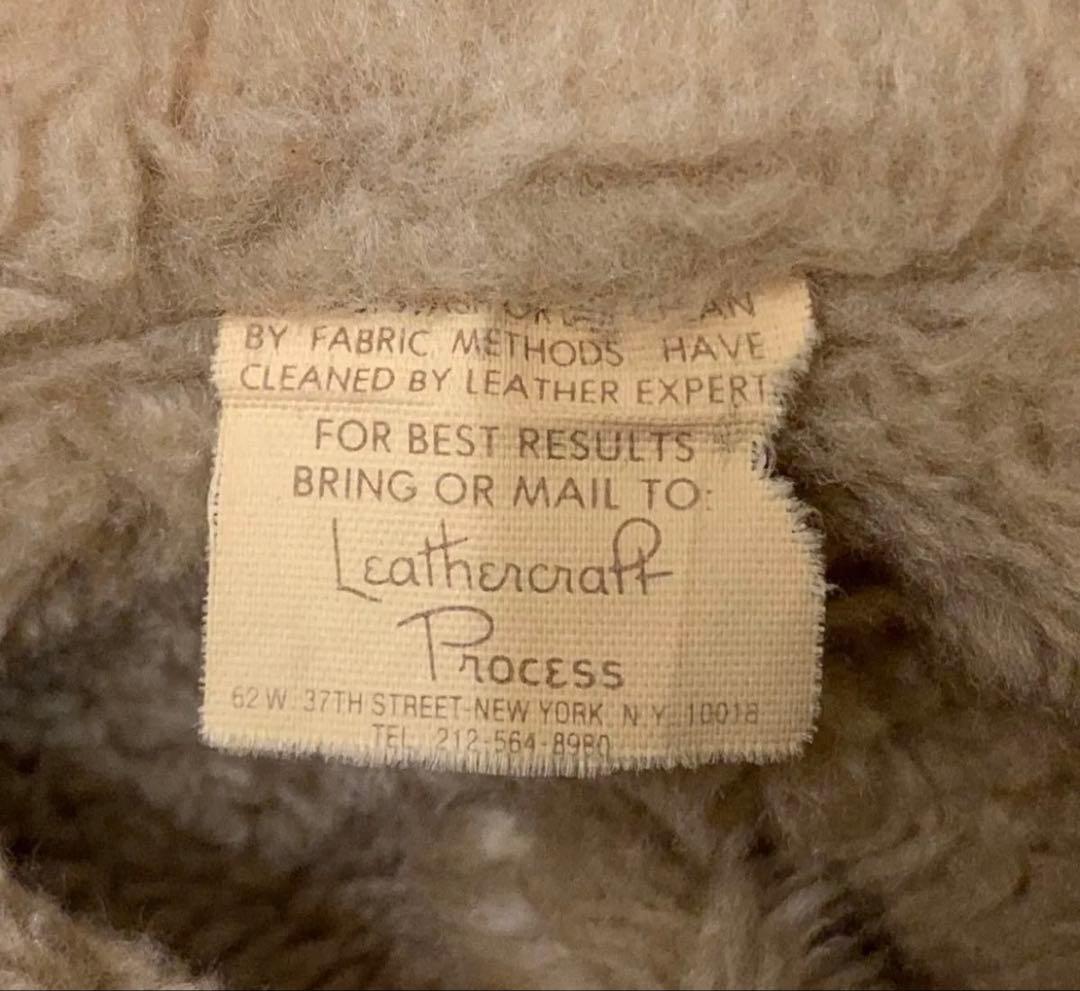 AN
BY FABRIC METHODS HAVE
CLEANED BY LEATHER EXPERT
FOR BEST RESULTS
BRING OR MAIL TO:
Leathercraft
Process
62 W. 37TH STREET-NEW YORK, N.Y. 10018
TEL. 212-564-8980